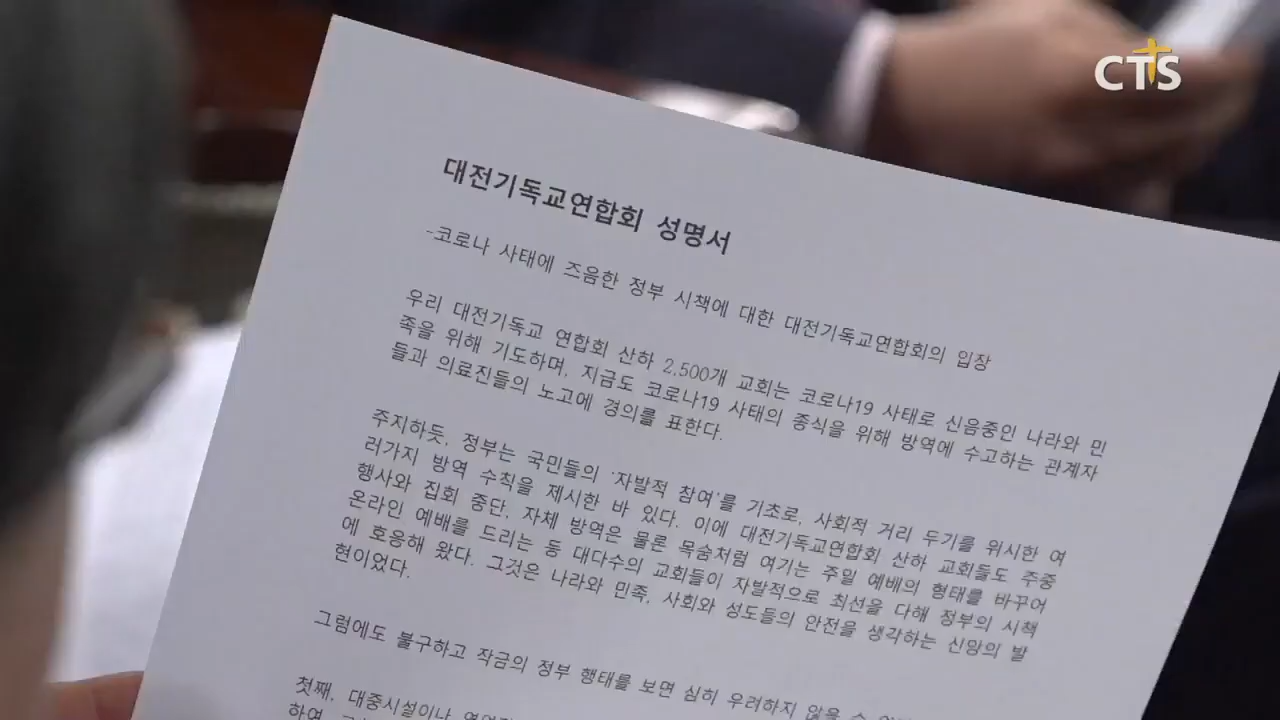 CTS
대전기독교연합회 성명서
-코로나 사태에 즈음한 정부 시책에 대한 대전기독교연합회의 입장
우리 대전기독교 연합회 산하 2,500개 교회는 코로나19 사태로 신음중인 나라와 민
족을 위해 기도하며, 지금도 코로나19 사태의 종식을 위해 방역에 수고하는 관계자
들과 의료진들의 노고에 경의를 표한다.
주지하듯, 정부는 국민들의 '자발적 참여'를 기초로, 사회적 거리 두기를 위시한 여
러가지 방역 수칙을 제시한 바 있다. 이에 대전기독교연합회 산하 교회들도 주중
행사와 집회 중단, 자체 방역은 물론 목숨처럼 여기는 주일 예배의 형태를 바꾸어
온라인 예배를 드리는 등 대다수의 교회들이 자발적으로 최선을 다해 정부의 시책
에 호응해 왔다. 그것은 나라와 민족, 사회와 성도들의 안전을 생각하는 신앙의 발
현이었다.
그럼에도 불구하고 작금의 정부 행태를 보면 심히 우려하지 않을 수
첫째, 대중시설이나
하여